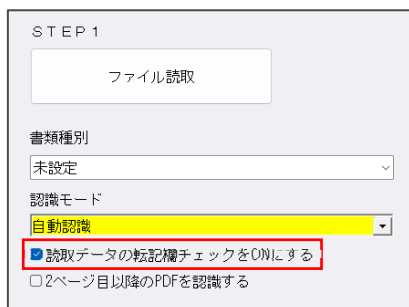 ＳＴＥＰ１
ファイル読取
書類種別
未設定
認識モード
自動認識
読取データの転記欄チェックをONにする
2ページ目以降のPDFを認識する